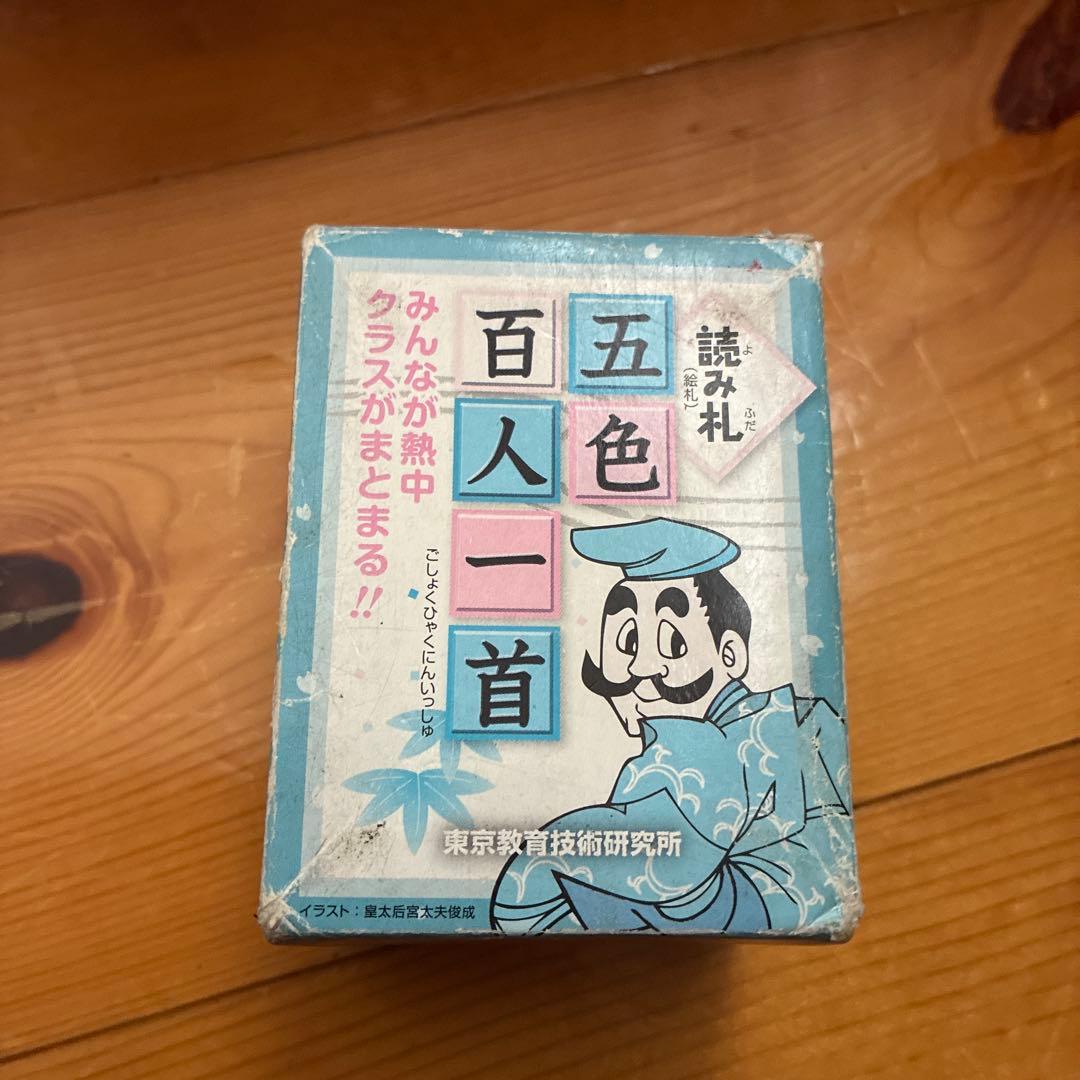 読み札
よ ふだ
(絵札)
五色
百人一首
ごしょくひゃくにんいっしゅ
みんなが熱中
クラスがまとまる!!
東京教育技術研究所
イラスト：皇太后宮太夫俊成